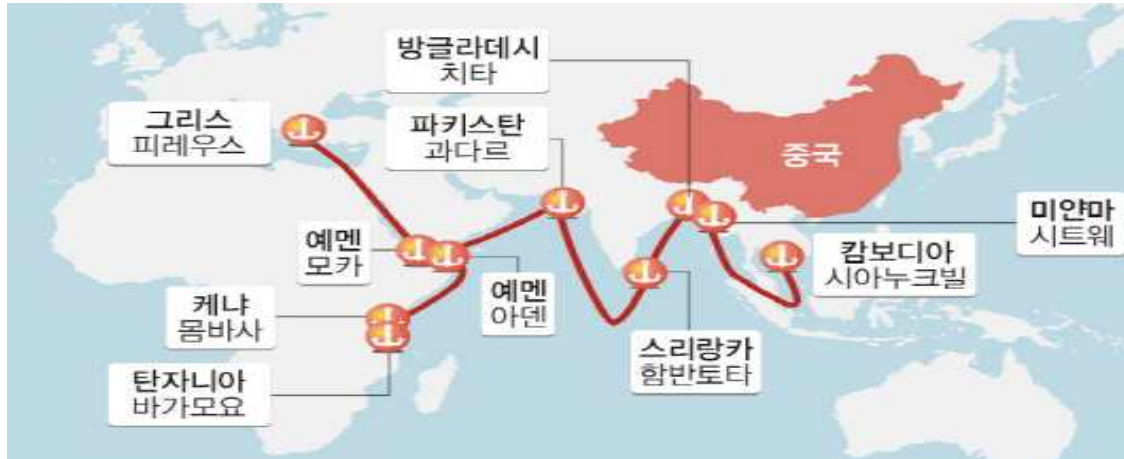 방글라데시
치타
그리스
피레우스
파키스탄
과다르
중국
미얀마
시트웨
예멘
모카
캄보디아
시아누크빌
예멘
아덴
케냐
몸바사
스리랑카
함반토타
탄자니아
바가모요